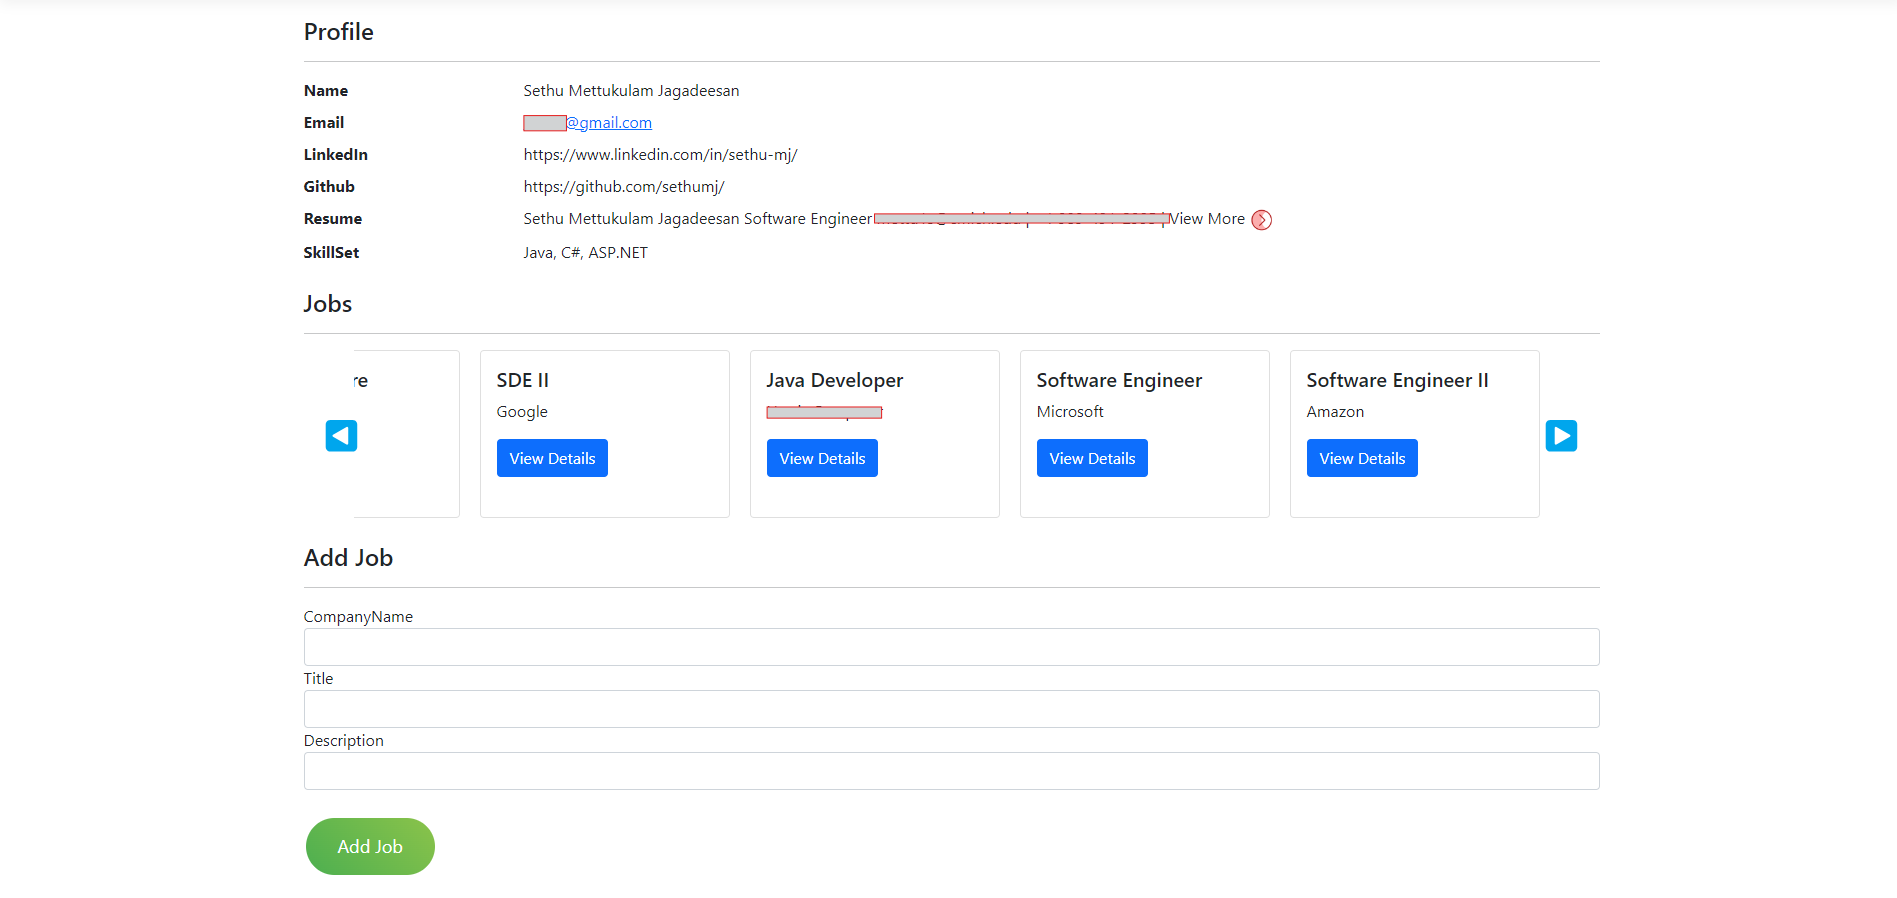 Profile
Name Sethu Mettukulam Jagadeesan
Email @gmail.com
LinkedIn https://www.linkedin.com/in/sethu-mj/
Github https://github.com/sethumj/
Resume Sethu Mettukulam Jagadeesan Software Engineer View More
SkillSet Java, C#, ASP.NET
Jobs
re SDE II Java Developer Software Engineer Software Engineer II
Google Microsoft Amazon
View Details View Details View Details View Details
Add Job
CompanyName
Title
Description
Add Job